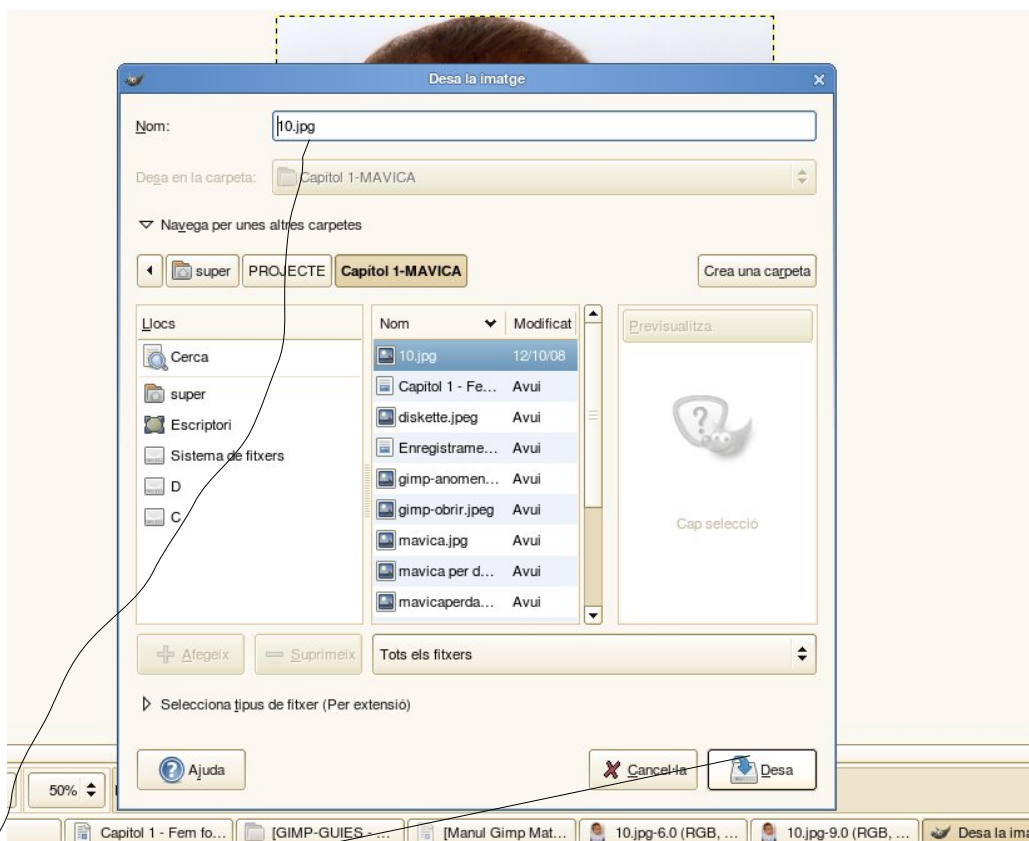 Desa la imatge
Nom: 10.jpg
Desa en la carpeta: Capitol 1-MAVICA
Navega per unes altres carpetes
super PROJECTE Capitol 1-MAVICA Crea una carpeta
Llocs
Cerca
super
Escriptori
Sistema de fitxers
D
C
Nom Modificat
10.jpg 12/10/08
Capítol 1 - Fe... Avui
diskette.jpeg Avui
Enregistrame... Avui
gimp-anomen... Avui
gimp-obrir.jpeg Avui
mavica.jpg Avui
mavica per d... Avui
mavicaperda... Avui
Previsualitza
Cap selecció
Afegeix Suprimeix Tots els fitxers
Selecciona tipus de fitxer (Per extensió)
Ajuda Cancel·la Desa
50%
Capitol 1 - Fem fo... [GIMP-GUIES - ... [Manul Gimp Mat... 10.jpg-6.0 (RGB, ... 10.jpg-9.0 (RGB, ... Desa la ima